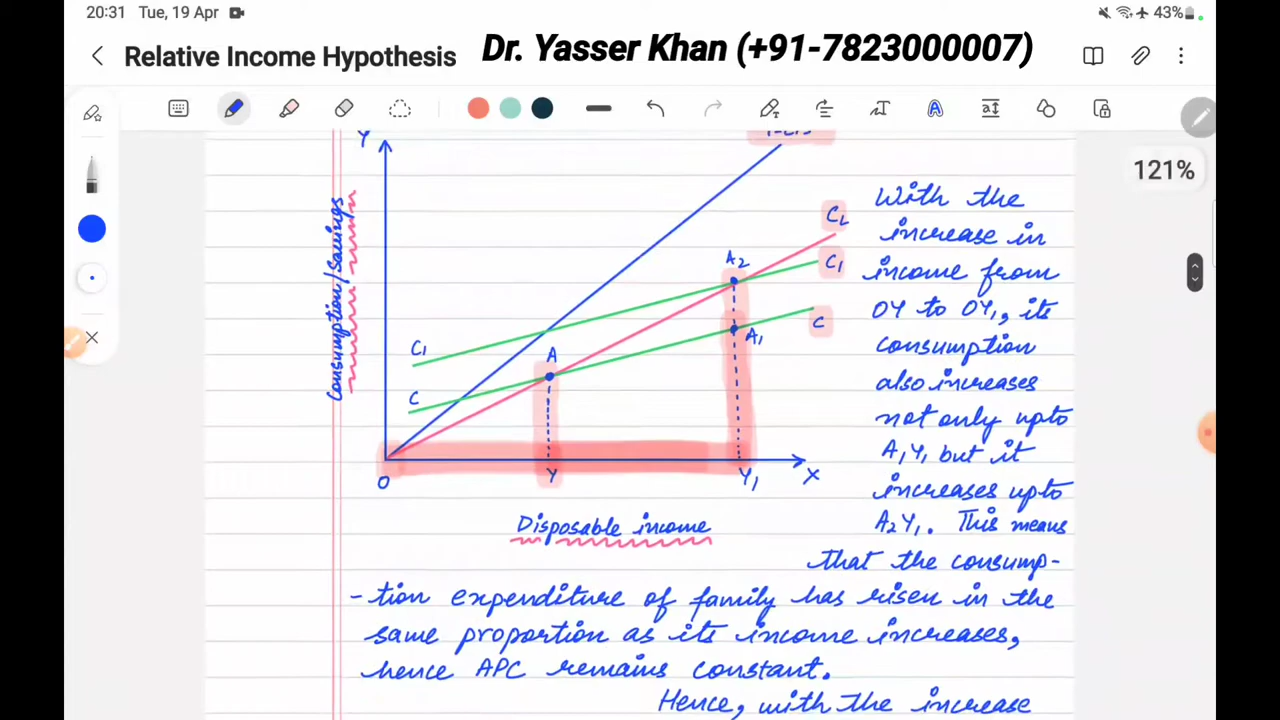 20:31 Tue, 19 Apr
43%
Relative Income Hypothesis
Dr. Yasser Khan (+91-7823000007)
121%
Y
Consumption/Savings
C1
C
A
A2
A1
CL
C1
C
O
Y
Y1
X
Disposable income
With the
increase in
income from
OY to OY1, its
consumption
also increases
not only upto
A1Y1 but it
increases upto
A2Y1. This means
that the consump-
-tion expenditure of family has risen in the
same proportion as its income increases,
hence APC remains constant.
Hence, with the increase